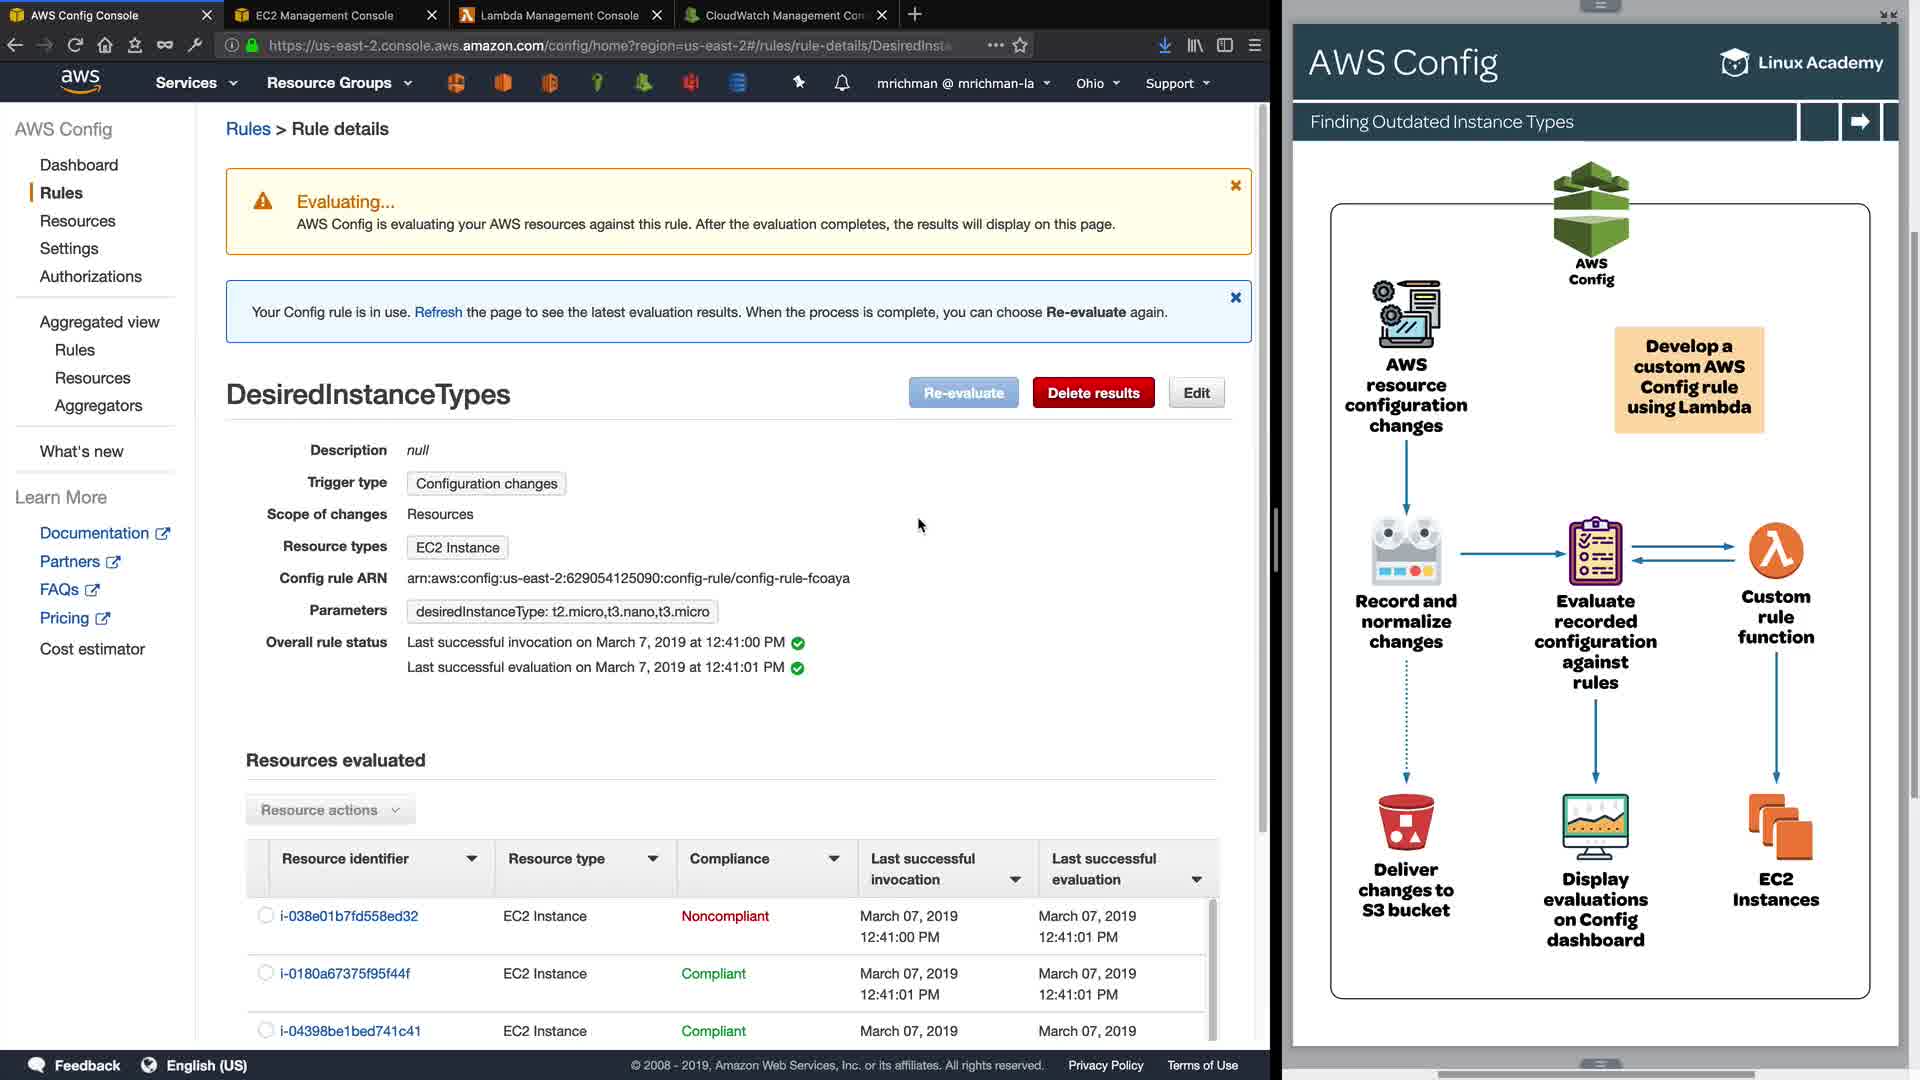 AWS Config Console
EC2 Management Console
Lambda Management Console
CloudWatch Management Con
https://us-east-2.console.aws.amazon.com/config/home?region=us-east-2#/rules/rule-details/DesiredInsta
aws
Services
Resource Groups
mrichman @ mrichman-la
Ohio
Support
AWS Config
Dashboard
Rules
Resources
Settings
Authorizations
Aggregated view
Rules
Resources
Aggregators
What's new
Learn More
Documentation
Partners
FAQs
Pricing
Cost estimator
Rules > Rule details
Evaluating...
AWS Config is evaluating your AWS resources against this rule. After the evaluation completes, the results will display on this page.
Your Config rule is in use. Refresh the page to see the latest evaluation results. When the process is complete, you can choose Re-evaluate again.
DesiredInstanceTypes
Re-evaluate
Delete results
Edit
Description null
Trigger type Configuration changes
Scope of changes Resources
Resource types EC2 Instance
Config rule ARN arn:aws:config:us-east-2:629054125090:config-rule/config-rule-fcoaya
Parameters desiredInstanceType: t2.micro,t3.nano,t3.micro
Overall rule status Last successful invocation on March 7, 2019 at 12:41:00 PM
Last successful evaluation on March 7, 2019 at 12:41:01 PM
Resources evaluated
Resource actions
Resource identifier
Resource type
Compliance
Last successful
invocation
Last successful
evaluation
i-038e01b7fd558ed32 EC2 Instance Noncompliant March 07, 2019 March 07, 2019
12:41:00 PM 12:41:01 PM
i-0180a67375f95f44f EC2 Instance Compliant March 07, 2019 March 07, 2019
12:41:01 PM 12:41:01 PM
i-04398be1bed741c41 EC2 Instance Compliant March 07, 2019 March 07, 2019
Feedback
English (US)
© 2008 - 2019, Amazon Web Services, Inc. or its affiliates. All rights reserved.
Privacy Policy
Terms of Use
AWS Config
Linux Academy
Finding Outdated Instance Types
AWS
Config
AWS
resource
configuration
changes
Develop a
custom AWS
Config rule
using Lambda
Record and
normalize
changes
Evaluate
recorded
configuration
against
rules
Custom
rule
function
Deliver
changes to
S3 bucket
Display
evaluations
on Config
dashboard
EC2
Instances